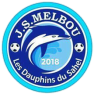 J.S.MELBOU
2018
Les Dauphins du Sahel